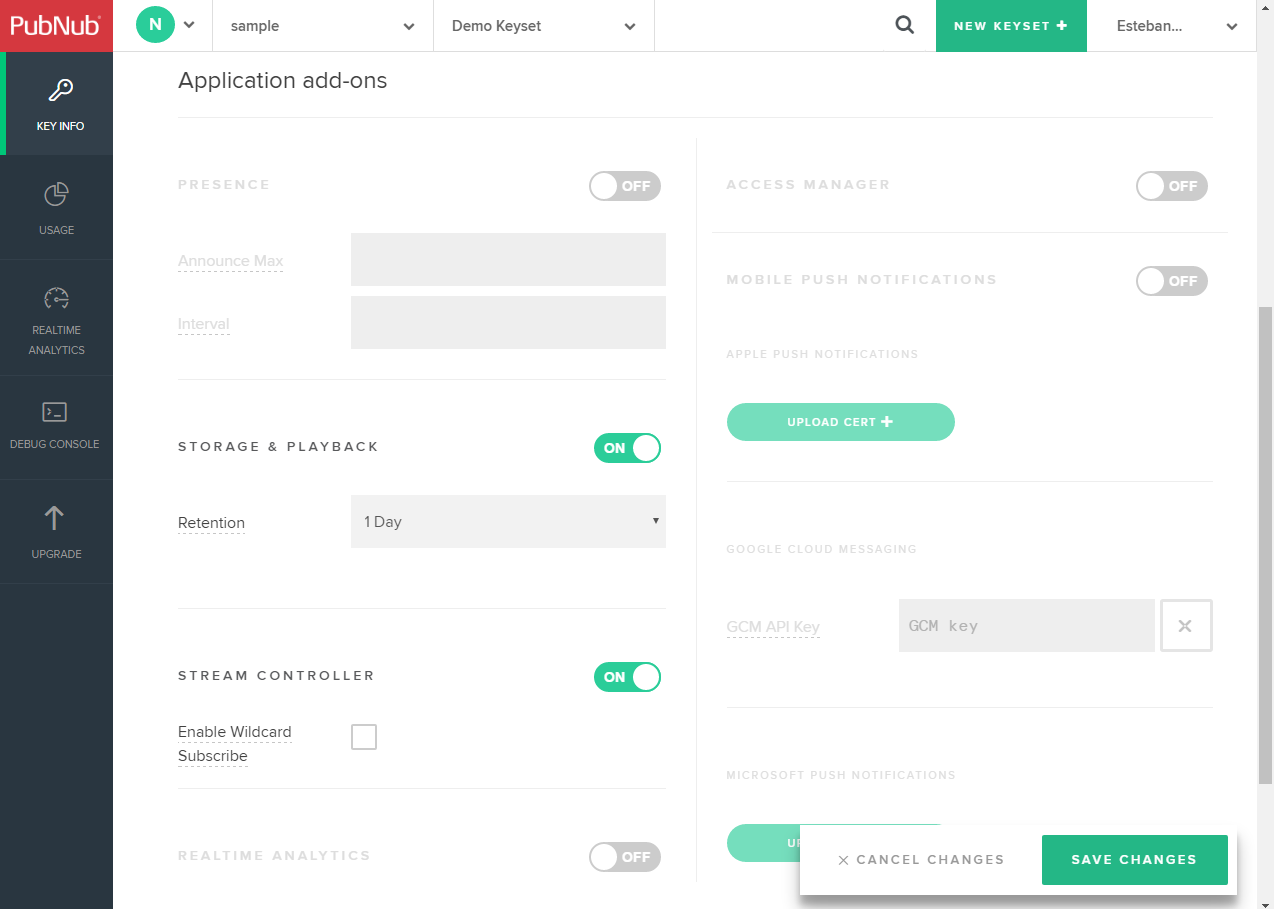 PubNub®
N
sample
Demo Keyset
NEW KEYSET +
Esteban...
KEY INFO
USAGE
REALTIME
ANALYTICS
DEBUG CONSOLE
UPGRADE
Application add-ons
PRESENCE
OFF
Announce Max
Interval
STORAGE & PLAYBACK
ON
Retention
1 Day
STREAM CONTROLLER
ON
Enable Wildcard
Subscribe
REALTIME ANALYTICS
OFF
ACCESS MANAGER
OFF
MOBILE PUSH NOTIFICATIONS
OFF
APPLE PUSH NOTIFICATIONS
UPLOAD CERT +
GOOGLE CLOUD MESSAGING
GCM API Key
GCM key
MICROSOFT PUSH NOTIFICATIONS
CANCEL CHANGES
SAVE CHANGES